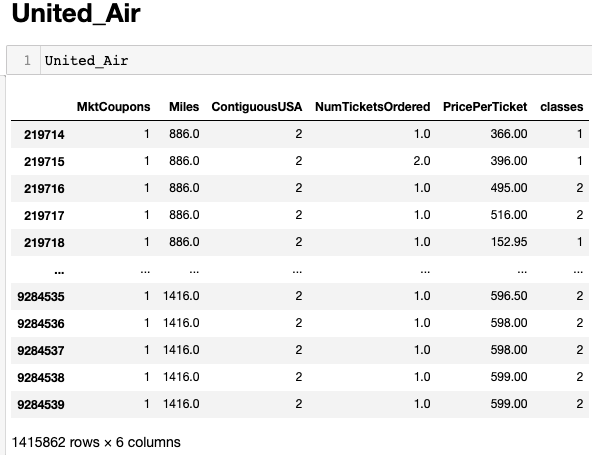 United_Air
1 United_Air
MktCoupons Miles ContiguousUSA NumTicketsOrdered PricePerTicket classes
219714 1 886.0 2 1.0 366.00 1
219715 1 886.0 2 2.0 396.00 1
219716 1 886.0 2 1.0 495.00 2
219717 1 886.0 2 1.0 516.00 2
219718 1 886.0 2 1.0 152.95 1
... ... ... ... ... ... ...
9284535 1 1416.0 2 1.0 596.50 2
9284536 1 1416.0 2 1.0 598.00 2
9284537 1 1416.0 2 1.0 598.00 2
9284538 1 1416.0 2 1.0 599.00 2
9284539 1 1416.0 2 1.0 599.00 2
1415862 rows × 6 columns